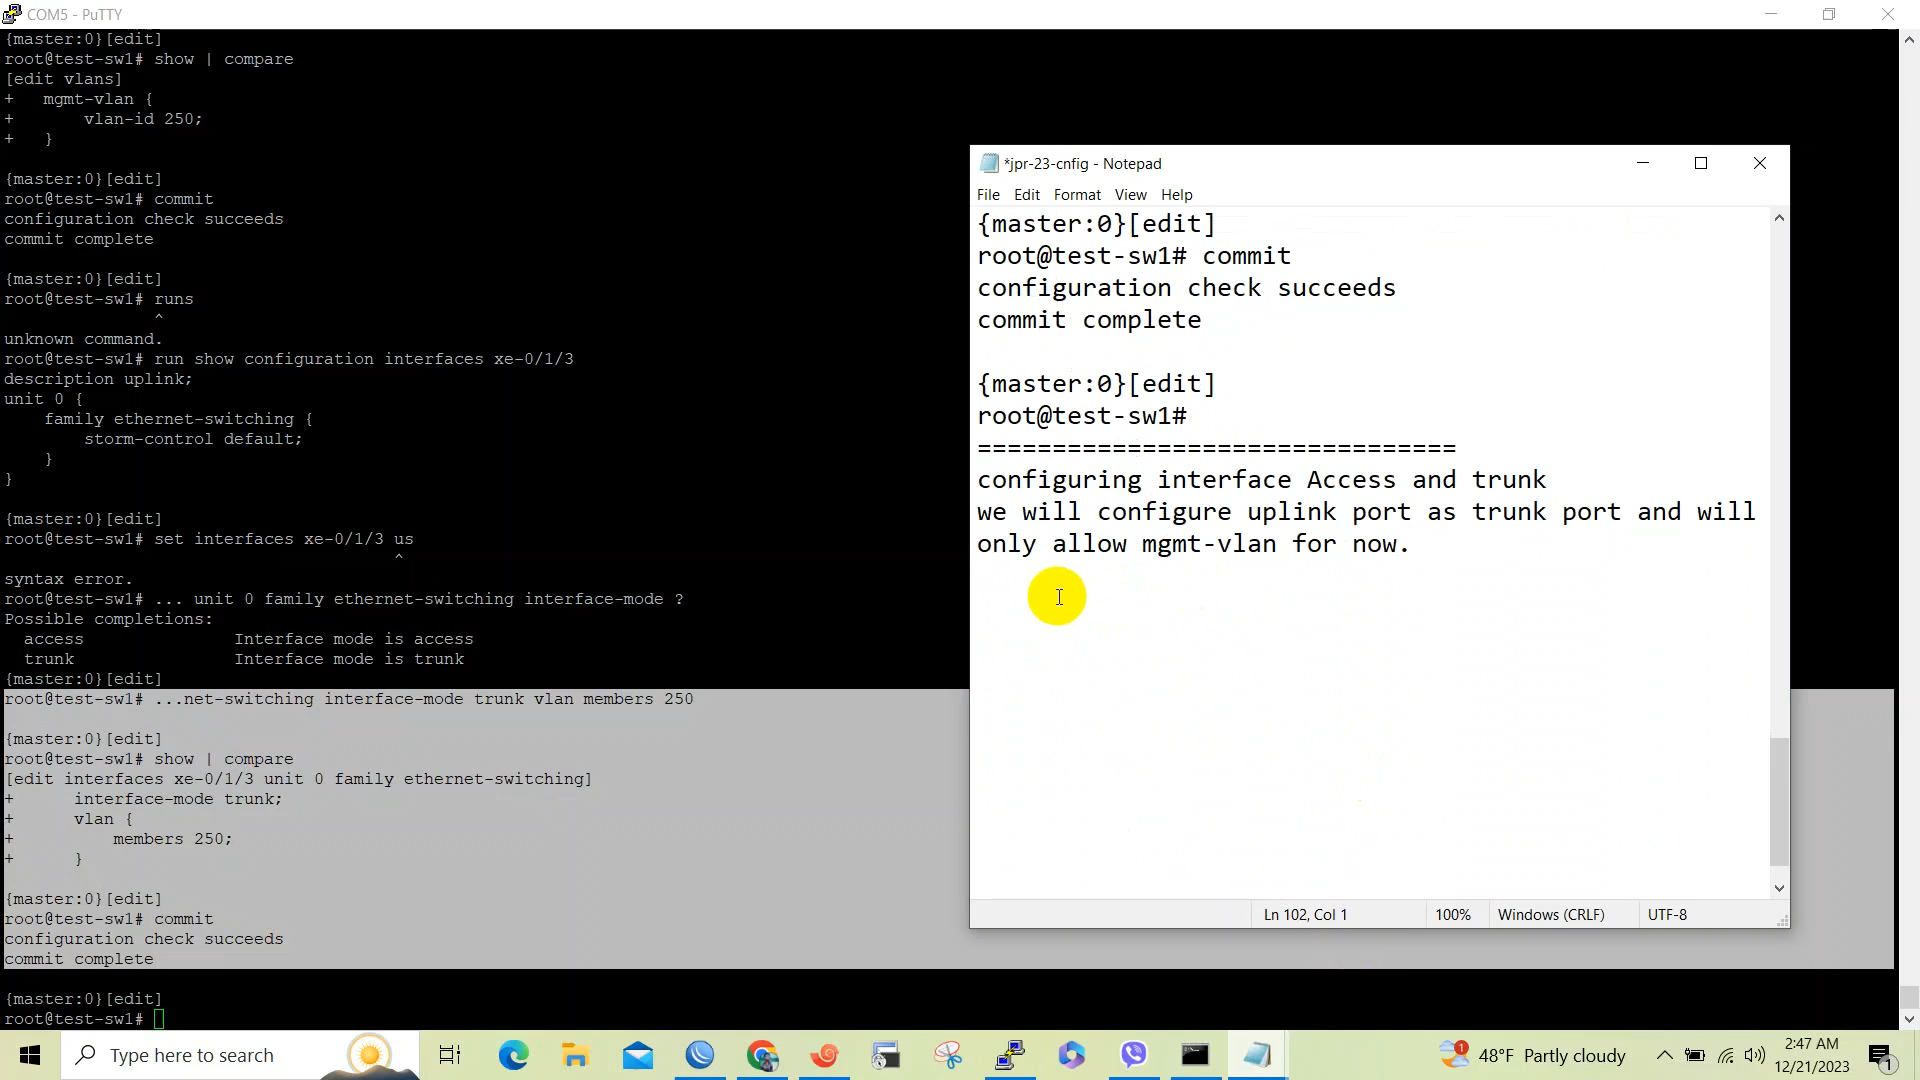 COM5 - PuTTY
{master:0}[edit]
root@test-sw1# show | compare
[edit vlans]
+   mgmt-vlan {
+       vlan-id 250;
+   }
{master:0}[edit]
root@test-sw1# commit
configuration check succeeds
commit complete
{master:0}[edit]
root@test-sw1# runs
^
unknown command.
root@test-sw1# run show configuration interfaces xe-0/1/3
description uplink;
unit 0 {
    family ethernet-switching {
        storm-control default;
    }
}
{master:0}[edit]
root@test-sw1# set interfaces xe-0/1/3 us
^
syntax error.
root@test-sw1# ... unit 0 family ethernet-switching interface-mode ?
Possible completions:
  access               Interface mode is access
  trunk                Interface mode is trunk
{master:0}[edit]
root@test-sw1# ...net-switching interface-mode trunk vlan members 250
{master:0}[edit]
root@test-sw1# show | compare
[edit interfaces xe-0/1/3 unit 0 family ethernet-switching]
+      interface-mode trunk;
+      vlan {
+          members 250;
+      }
{master:0}[edit]
root@test-sw1# commit
configuration check succeeds
commit complete
{master:0}[edit]
root@test-sw1#
*jpr-23-cnfig - Notepad
File Edit Format View Help
{master:0}[edit]
root@test-sw1# commit
configuration check succeeds
commit complete
{master:0}[edit]
root@test-sw1#
================================
configuring interface Access and trunk
we will configure uplink port as trunk port and will
only allow mgmt-vlan for now.
Ln 102, Col 1 100% Windows (CRLF) UTF-8
Type here to search
1
48°F Partly cloudy
2:47 AM
12/21/2023
1